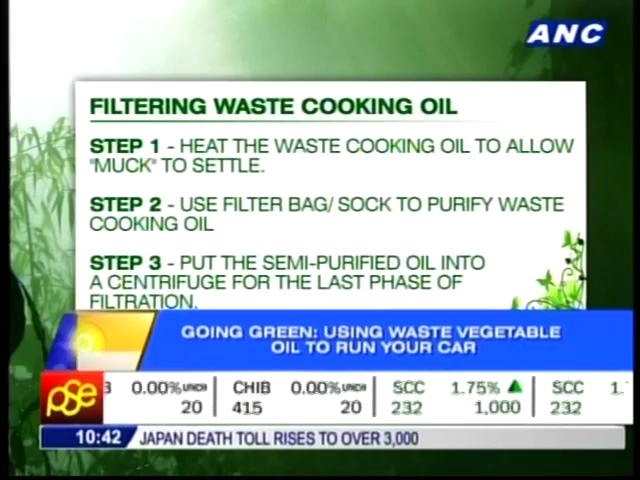 ANC
FILTERING WASTE COOKING OIL
STEP 1 - HEAT THE WASTE COOKING OIL TO ALLOW
"MUCK" TO SETTLE.
STEP 2 - USE FILTER BAG/ SOCK TO PURIFY WASTE
COOKING OIL
STEP 3 - PUT THE SEMI-PURIFIED OIL INTO
A CENTRIFUGE FOR THE LAST PHASE OF
FILTRATION.
GOING GREEN: USING WASTE VEGETABLE
OIL TO RUN YOUR CAR
pse
0.00% UNCH CHIB 0.00% UNCH SCC 1.75% ▲ SCC
20 415 20 232 1,000 232
10:42 JAPAN DEATH TOLL RISES TO OVER 3,000